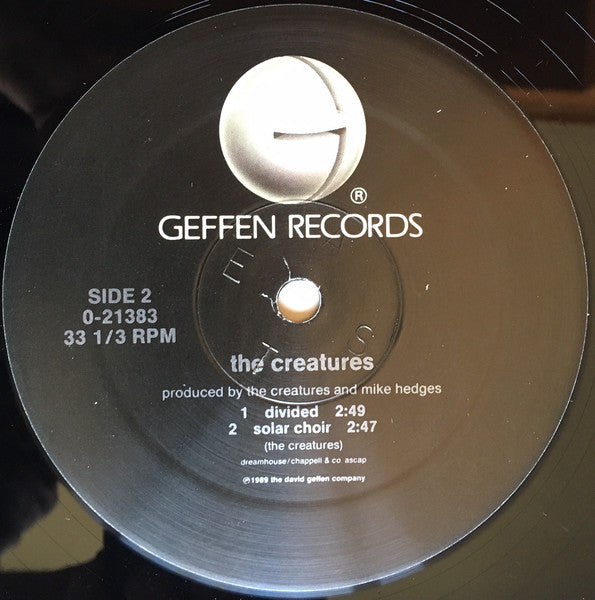 ®
GEFFEN RECORDS
SIDE 2
0-21383
33 1/3 RPM
E A S T
the creatures
produced by the creatures and mike hedges
1 divided 2:49
2 solar choir 2:47
(the creatures)
dreamhouse/chappell & co. ascap
℗1989 the david geffen company